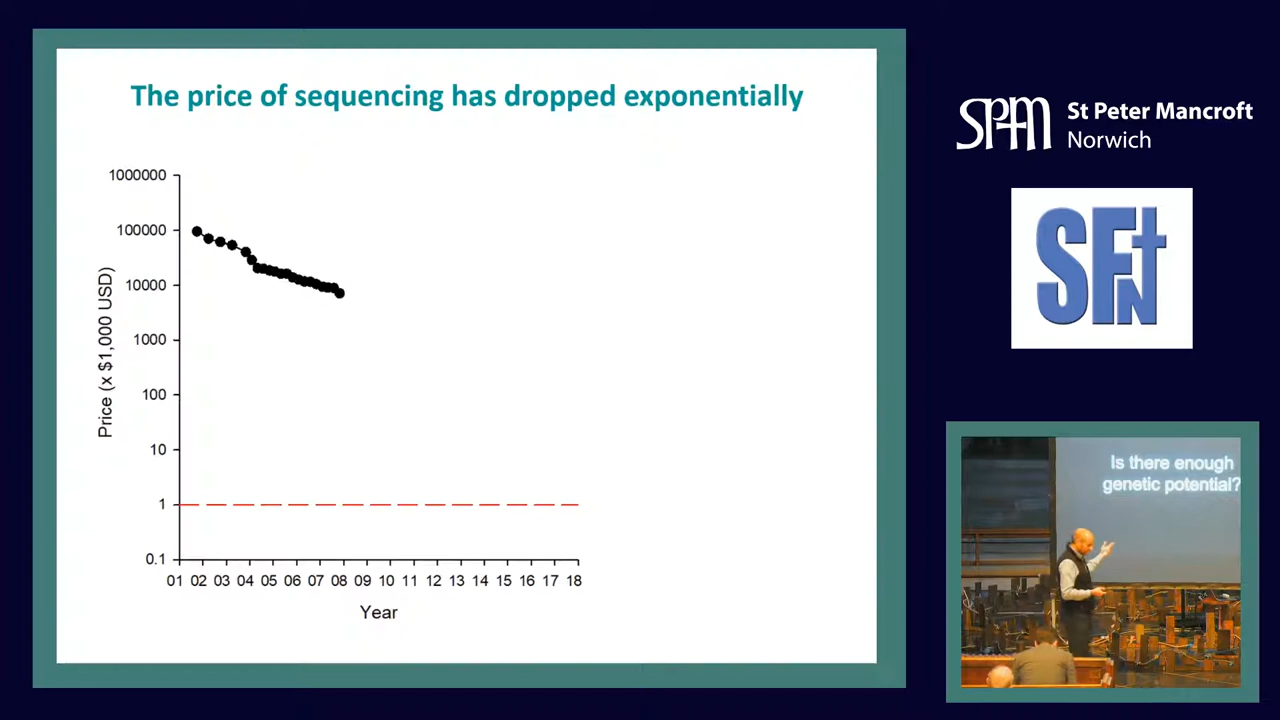 The price of sequencing has dropped exponentially
1000000
100000
10000
1000
100
10
1
0.1
Price (x $1,000 USD)
01 02 03 04 05 06 07 08 09 10 11 12 13 14 15 16 17 18
Year
SPM
St Peter Mancroft
Norwich
SFNt
Is there enough
genetic potential?